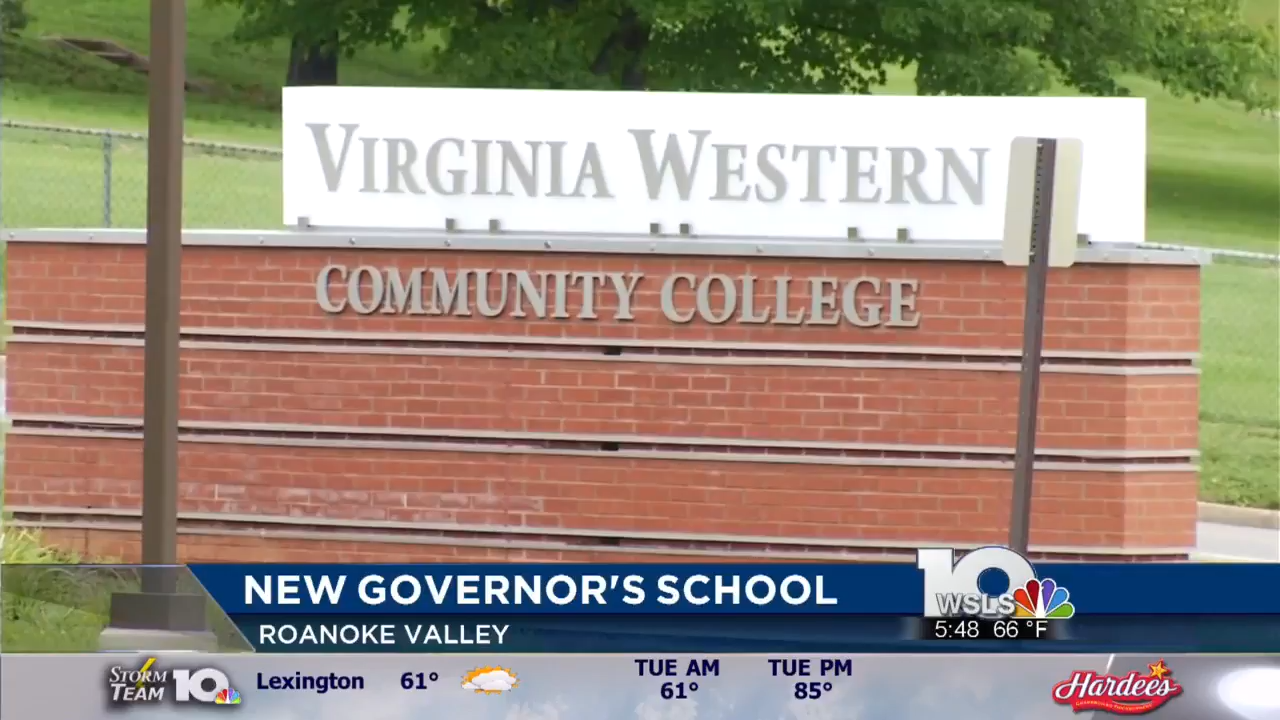 VIRGINIA WESTERN
COMMUNITY COLLEGE
NEW GOVERNOR'S SCHOOL
ROANOKE VALLEY
10
WSLS
5:48 66 °F
STORM TEAM 10
Lexington 61°
TUE AM 61°
TUE PM 85°
Hardee's